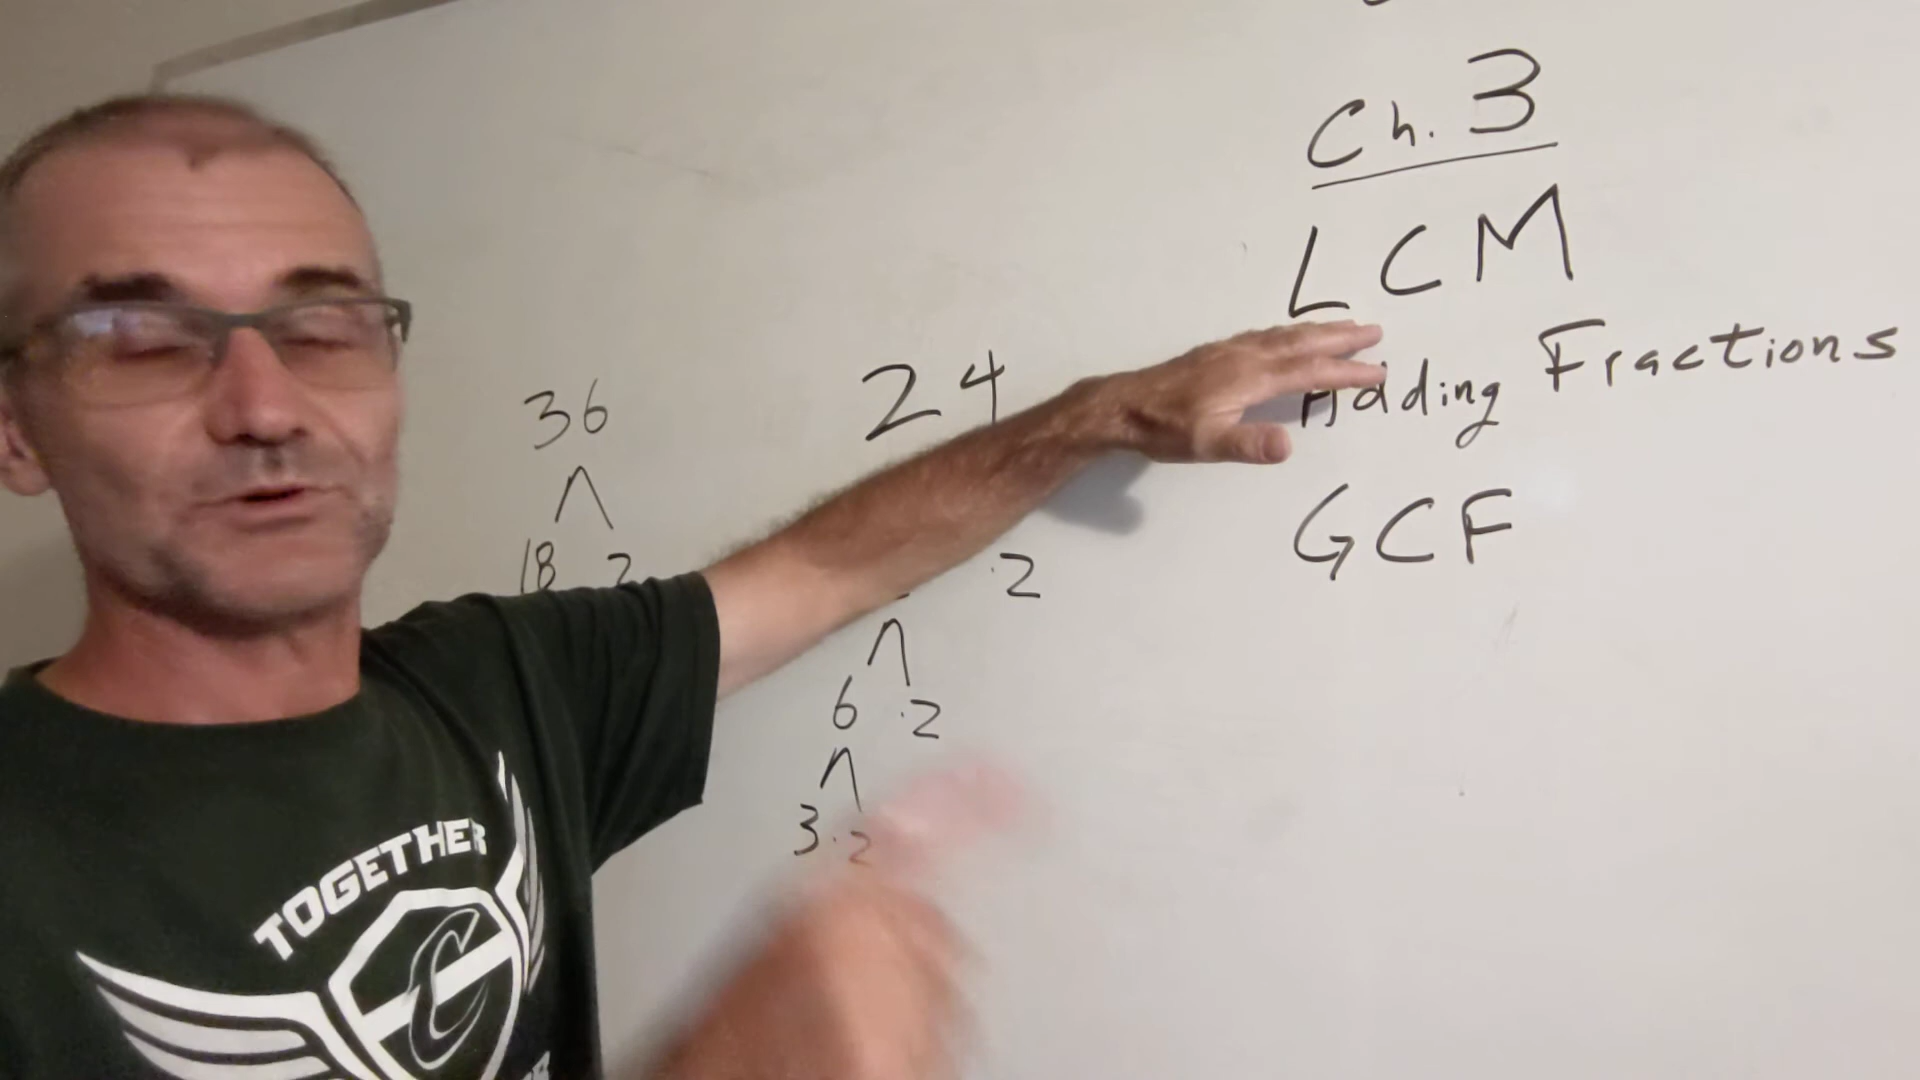 Ch. 3
LCM
Adding Fractions
GCF
36
18 2
24
·2
6 ·2
3·2
TOGETHER